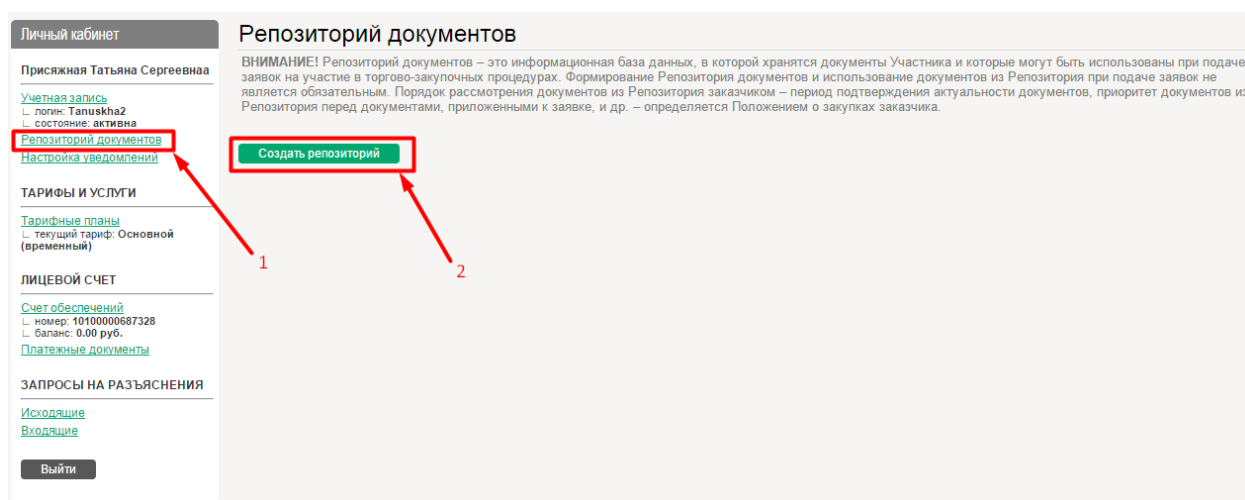 Личный кабинет
Присяжная Татьяна Сергеевнаа
Учетная запись
∟ логин: Tanuskha2
∟ состояние: активна
Репозиторий документов
Настройка уведомлений
ТАРИФЫ И УСЛУГИ
Тарифные планы
∟ текущий тариф: Основной
(временный)
ЛИЦЕВОЙ СЧЕТ
Счет обеспечений
∟ номер: 10100000687328
∟ баланс: 0.00 руб.
Платежные документы
ЗАПРОСЫ НА РАЗЪЯСНЕНИЯ
Исходящие
Входящие
Выйти
Репозиторий документов
ВНИМАНИЕ! Репозиторий документов – это информационная база данных, в которой хранятся документы Участника и которые могут быть использованы при подаче
заявок на участие в торгово-закупочных процедурах. Формирование Репозитория документов и использование документов из Репозитория при подаче заявок не
является обязательным. Порядок рассмотрения документов из Репозитория заказчиком – период подтверждения актуальности документов, приоритет документов из
Репозитория перед документами, приложенными к заявке, и др. – определяется Положением о закупках заказчика.
Создать репозиторий
1
2